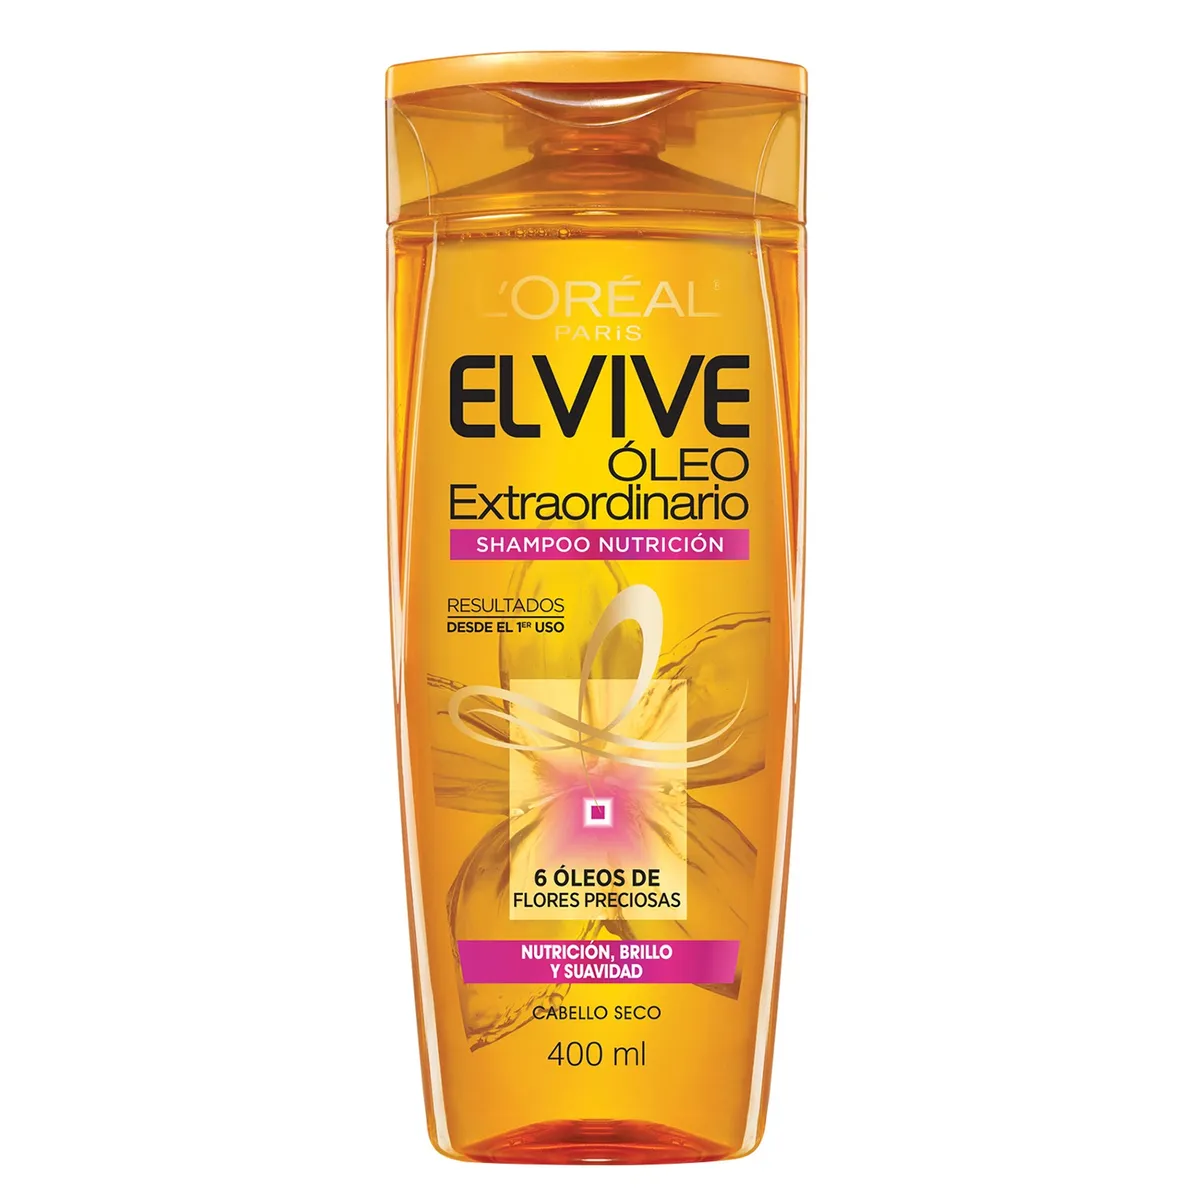 L'ORÉAL
PARiS
ELVIVE
ÓLEO
Extraordinario
SHAMPOO NUTRICIÓN
RESULTADOS
DESDE EL 1ER USO
6 ÓLEOS DE
FLORES PRECIOSAS
NUTRICIÓN, BRILLO
Y SUAVIDAD
CABELLO SECO
400 ml